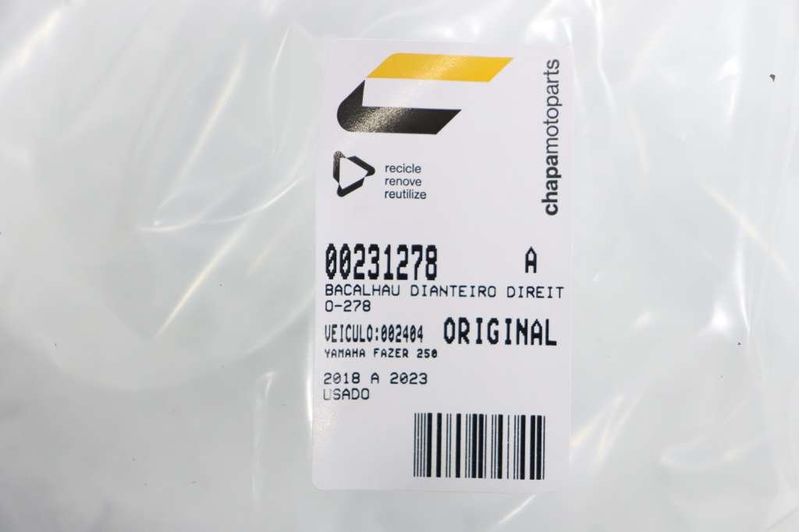 chapamotoparts
recicle
renove
reutilize
00231278 A
BACALHAU DIANTEIRO DIREIT
O-278
VEICULO:002404 ORIGINAL
YAMAHA FAZER 250
2018 A 2023
USADO